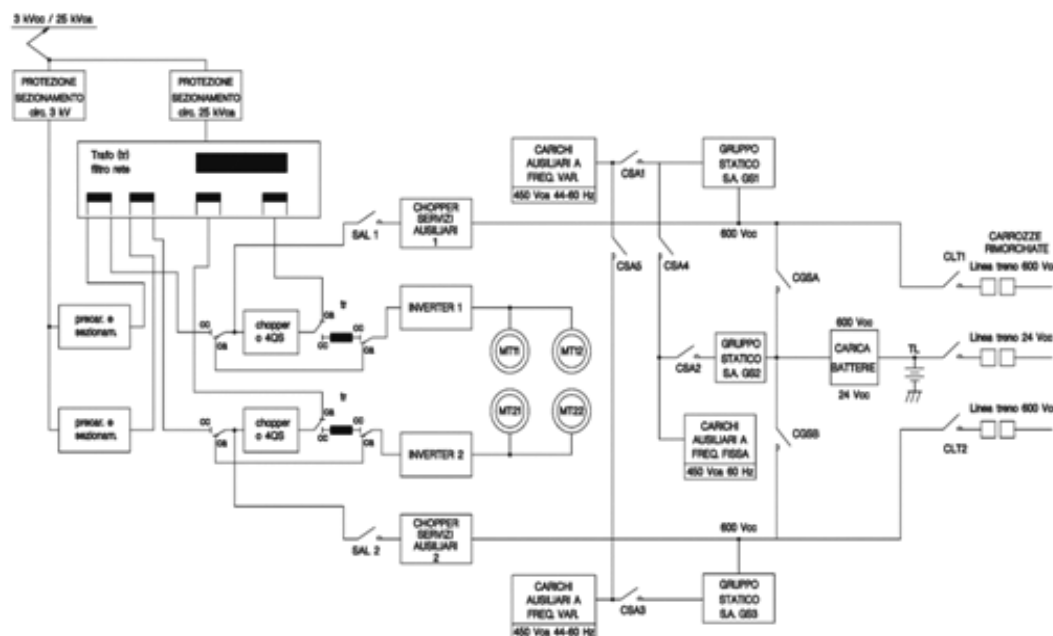 3 kVcc / 25 kVca
PROTEZIONE
SEZIONAMENTO
circ. 3 kV
PROTEZIONE
SEZIONAMENTO
circ. 25 kVca
Trafo (tr)
filtro rete
precar. e
sezionam.
precar. e
sezionam.
SAL 1
CHOPPER
SERVIZI
AUSILIARI
1
cc
ca
chopper
o 4QS
tr
ca
cc
cc
ca
INVERTER 1
MT11
MT12
MT21
MT22
cc
ca
chopper
o 4QS
tr
ca
cc
cc
ca
INVERTER 2
SAL 2
CHOPPER
SERVIZI
AUSILIARI
2
CARICHI
AUSILIARI A
FREQ. VAR.
450 Vca 44-60 Hz
CSA1
GRUPPO
STATICO
S.A. GS1
600 Vcc
CSA5
CSA4
CGSA
CSA2
GRUPPO
STATICO
S.A. GS2
600 Vcc
CARICA
BATTERIE
24 Vcc
TL
CARICHI
AUSILIARI A
FREQ. FISSA
450 Vca 60 Hz
CGSB
600 Vcc
CARICHI
AUSILIARI A
FREQ. VAR.
450 Vca 44-60 Hz
CSA3
GRUPPO
STATICO
S.A. GS3
CARROZZE
RIMORCHIATE
CLT1
Linea treno 600 Vcc
Linea treno 24 Vcc
Linea treno 600 Vcc
CLT2